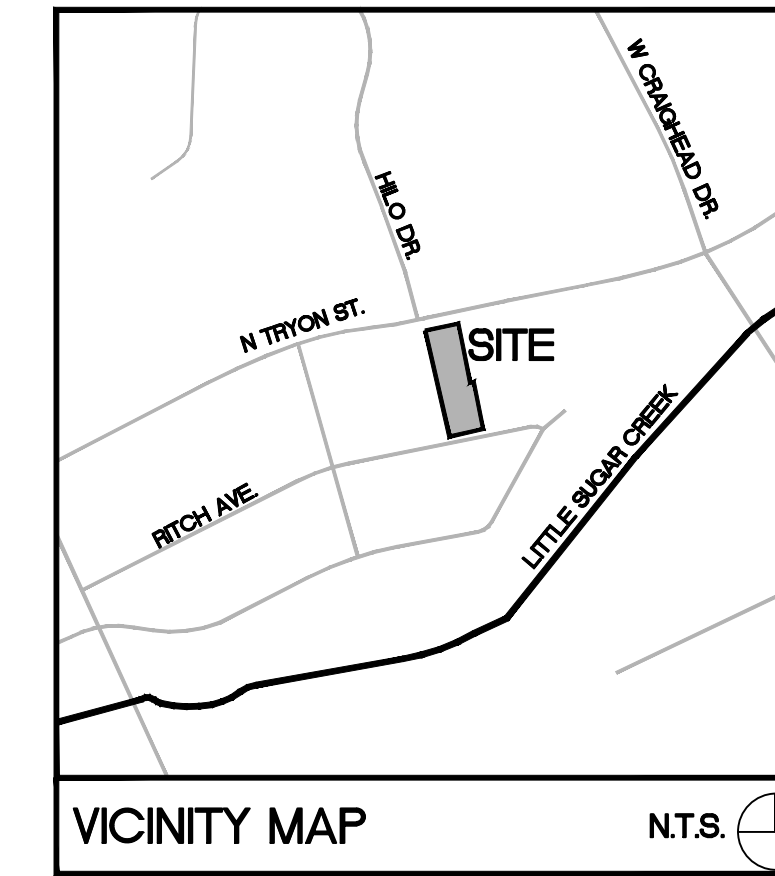 W CRAIGHEAD DR.
HILO DR.
N TRYON ST.
SITE
RITCH AVE.
LITTLE SUGAR CREEK
VICINITY MAP
N.T.S.